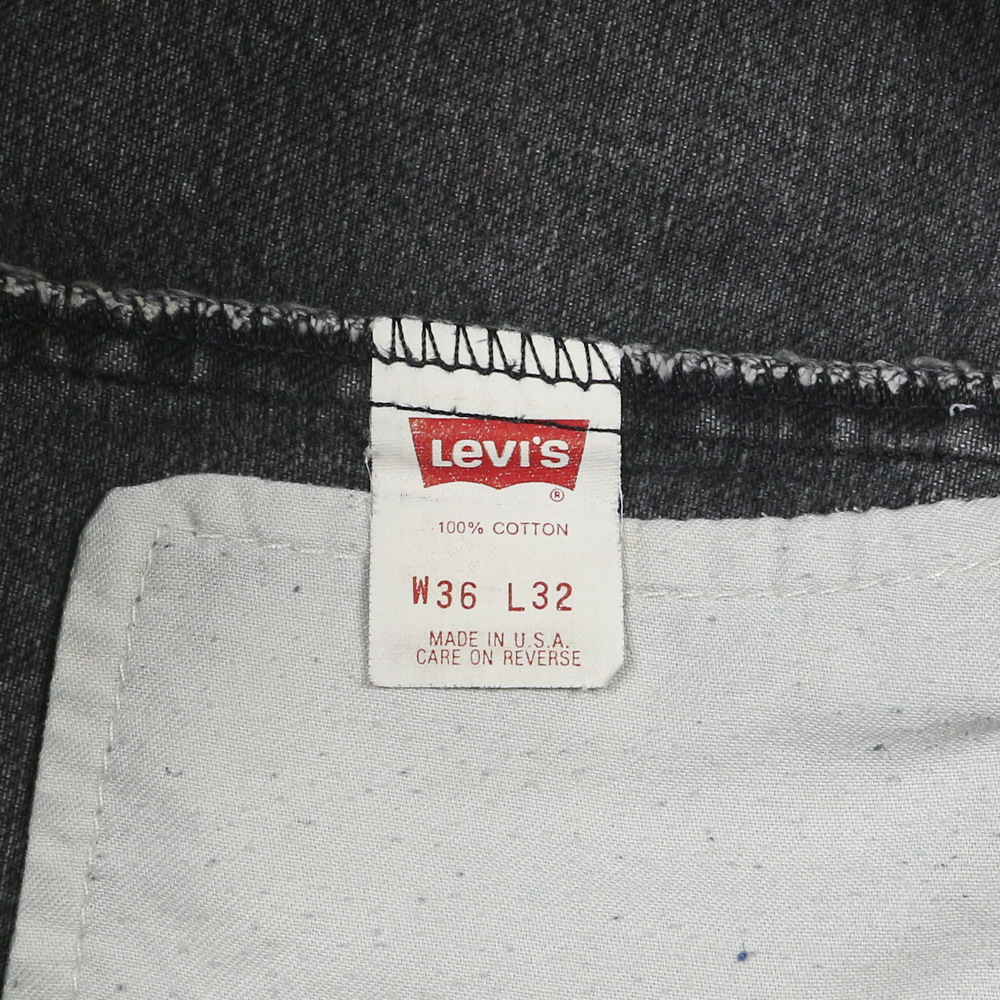 LEVI'S
®
100% COTTON
W36 L32
MADE IN U.S.A.
CARE ON REVERSE